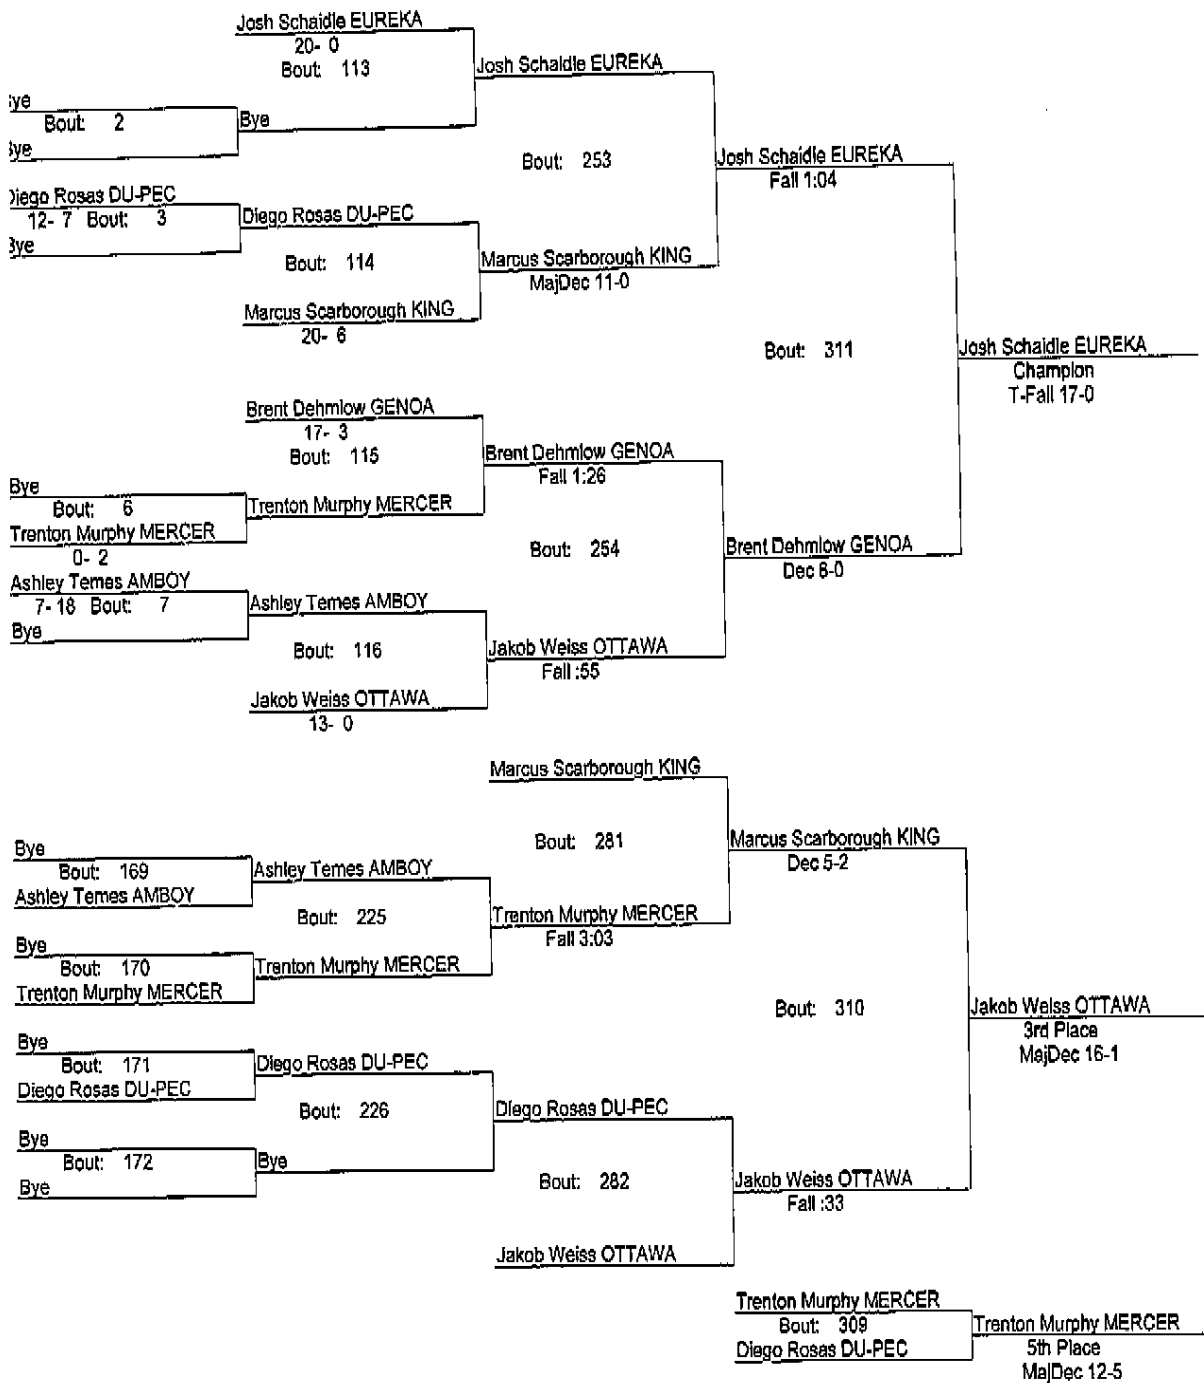 Josh Schaidle EUREKA
20- 0
Bout: 113
Josh Schaidle EUREKA
Bye
Bout: 2
Bye
Bye
Bout: 253
Josh Schaidle EUREKA
Fall 1:04
Diego Rosas DU-PEC
12- 7 Bout: 3
Diego Rosas DU-PEC
Bye
Bout: 114
Marcus Scarborough KING
MajDec 11-0
Marcus Scarborough KING
20- 6
Bout: 311
Josh Schaidle EUREKA
Champion
T-Fall 17-0
Brent Dehmlow GENOA
17- 3
Bout: 115
Brent Dehmlow GENOA
Fall 1:26
Bye
Bout: 6
Trenton Murphy MERCER
Trenton Murphy MERCER
0- 2
Bout: 254
Brent Dehmlow GENOA
Dec 6-0
Ashley Temes AMBOY
7- 18 Bout: 7
Ashley Temes AMBOY
Bye
Bout: 116
Jakob Weiss OTTAWA
Fall :55
Jakob Weiss OTTAWA
13- 0
Marcus Scarborough KING
Bout: 281
Marcus Scarborough KING
Dec 5-2
Bye
Bout: 169
Ashley Temes AMBOY
Ashley Temes AMBOY
Bout: 225
Trenton Murphy MERCER
Fall 3:03
Bye
Bout: 170
Trenton Murphy MERCER
Trenton Murphy MERCER
Bout: 310
Jakob Weiss OTTAWA
3rd Place
MajDec 16-1
Bye
Bout: 171
Diego Rosas DU-PEC
Diego Rosas DU-PEC
Bout: 226
Diego Rosas DU-PEC
Bye
Bout: 172
Bye
Bye
Bout: 282
Jakob Weiss OTTAWA
Fall :33
Jakob Weiss OTTAWA
Trenton Murphy MERCER
Bout: 309
Trenton Murphy MERCER
Diego Rosas DU-PEC
5th Place
MajDec 12-5